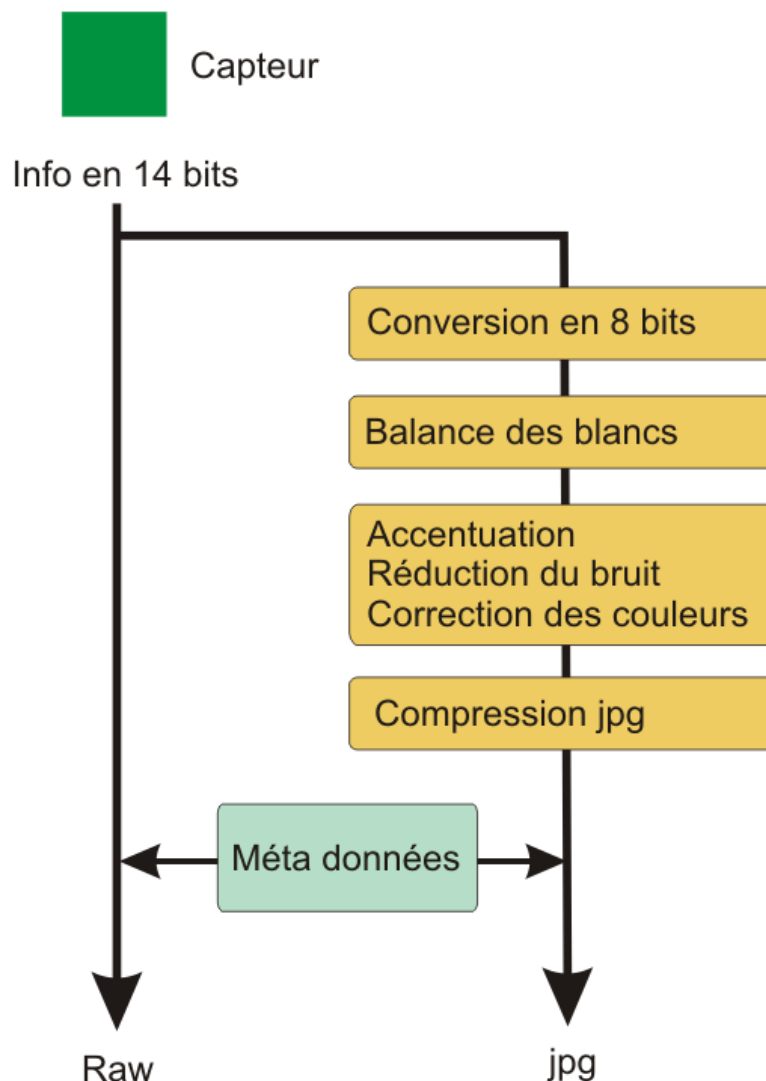 Capteur
Info en 14 bits
Conversion en 8 bits
Balance des blancs
Accentuation
Réduction du bruit
Correction des couleurs
Compression jpg
Méta données
Raw
jpg